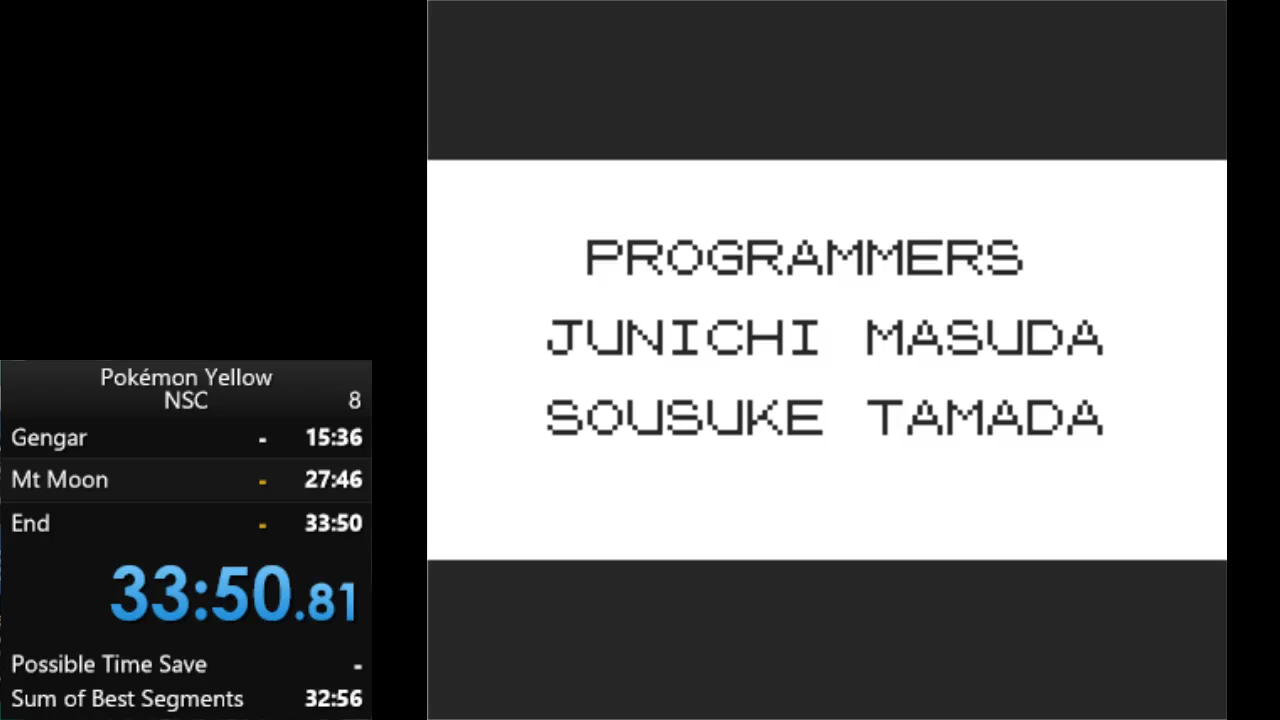 Pokémon Yellow
NSC 8
Gengar - 15:36
Mt Moon - 27:46
End - 33:50
33:50.81
Possible Time Save -
Sum of Best Segments 32:56
PROGRAMMERS
JUNICHI MASUDA
SOUSUKE TAMADA